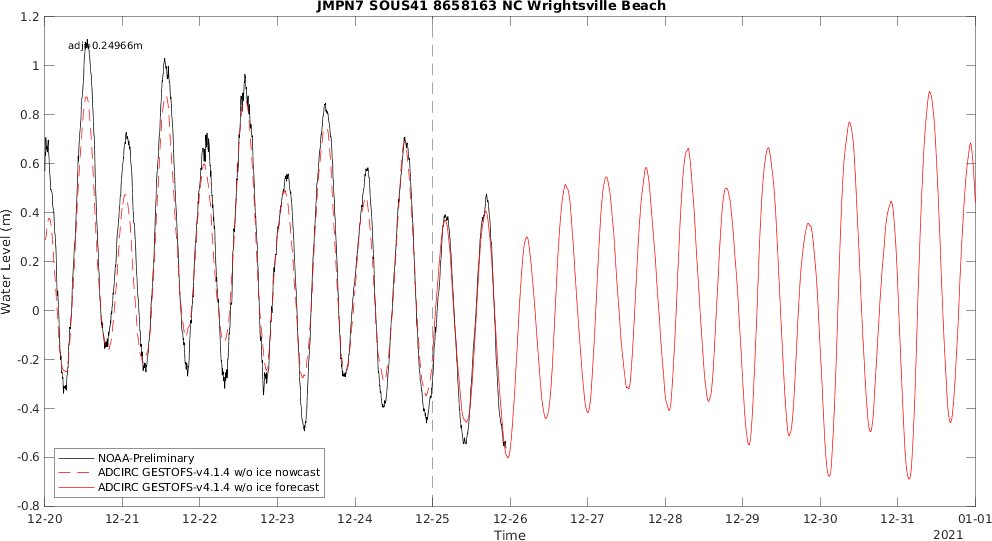 JMPN7 SOUS41 8658163 NC Wrightsville Beach
adj=0.24966m
Water Level (m)
1.2
1
0.8
0.6
0.4
0.2
0
-0.2
-0.4
-0.6
-0.8
NOAA-Preliminary
ADCIRC GESTOFS-v4.1.4 w/o ice nowcast
ADCIRC GESTOFS-v4.1.4 w/o ice forecast
12-20 12-21 12-22 12-23 12-24 12-25 12-26 12-27 12-28 12-29 12-30 12-31 01-01
Time
2021